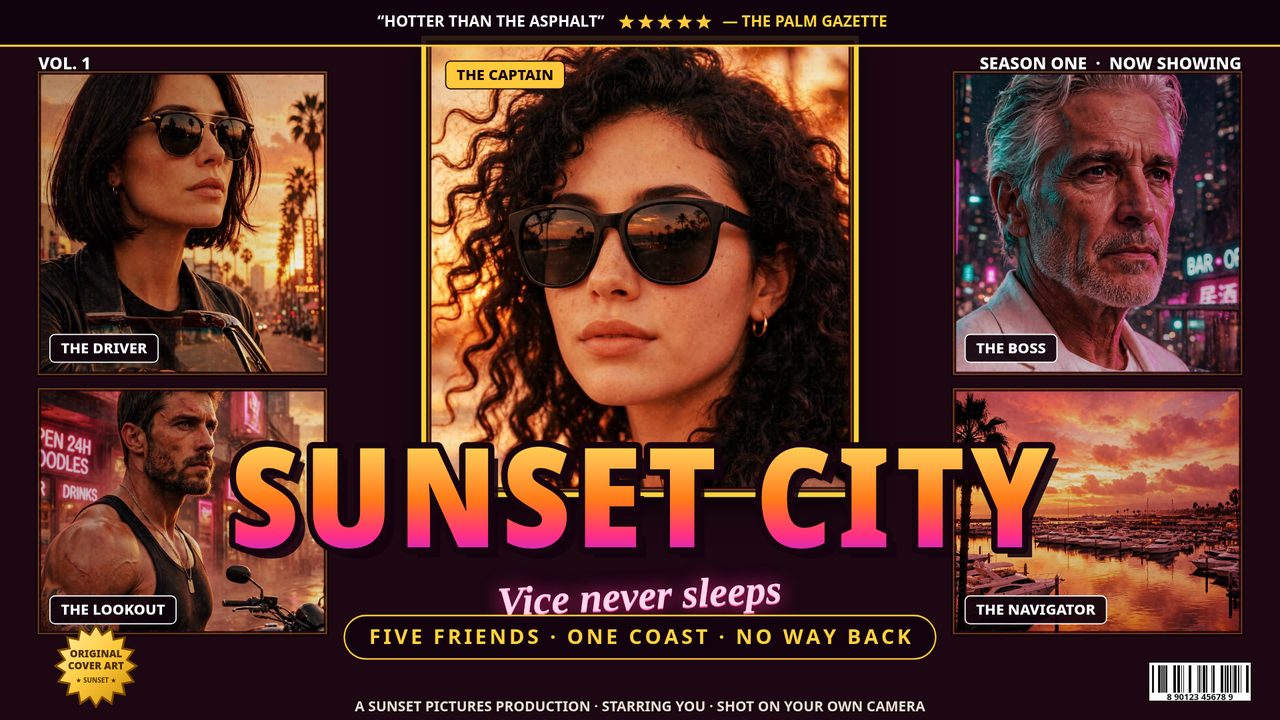 “HOTTER THAN THE ASPHALT” ★★★★★ — THE PALM GAZETTE
VOL. 1
SEASON ONE · NOW SHOWING
THE CAPTAIN
THE DRIVER
THE BOSS
BAR
居酒
PEN 24H
OODLES
DRINKS
SUNSET CITY
THE LOOKOUT
THE NAVIGATOR
Vice never sleeps
FIVE FRIENDS · ONE COAST · NO WAY BACK
ORIGINAL
COVER ART
★ SUNSET ★
8 90123 45678 9
A SUNSET PICTURES PRODUCTION · STARRING YOU · SHOT ON YOUR OWN CAMERA